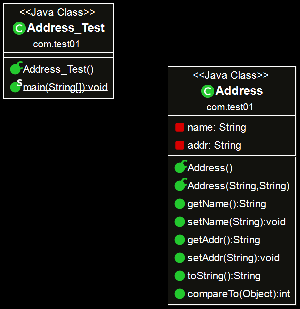 <<Java Class>>
Address_Test
com.test01
Address_Test()
main(String[]):void
<<Java Class>>
Address
com.test01
name: String
addr: String
Address()
Address(String,String)
getName():String
setName(String):void
getAddr():String
setAddr(String):void
toString():String
compareTo(Object):int